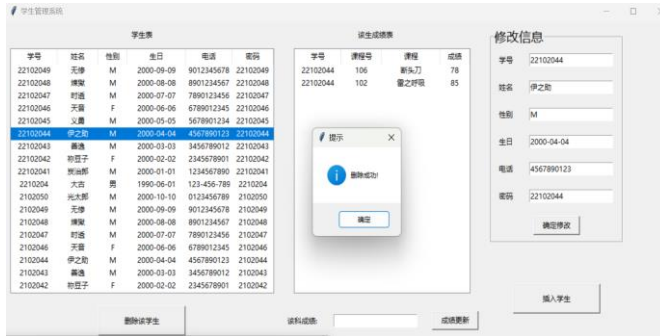 学生管理系统
学生表
学号 姓名 性别 生日 电话 密码
22102049 无惨 M 2000-09-09 9012345678 22102049
22102048 M 2000-08-08 8901234567 22102048
22102047 时透 M 2000-07-07 7890123456 22102047
22102046 天音 F 2000-06-06 6789012345 22102046
22102045 义勇 M 2000-05-05 5678901234 22102045
22102044 伊之助 M 2000-04-04 4567890123 22102044
22102043 善逸 M 2000-03-03 3456789012 22102043
22102042 祢豆子 F 2000-02-02 2345678901 22102042
22102041 炭治郎 M 2000-01-01 1234567890 22102041
2210204 大古 男 1990-06-01 123-456-789 2210204
2102050 光太郎 M 2000-10-10 0123456789 2102050
2102049 无惨 M 2000-09-09 9012345678 2102049
2102048 M 2000-08-08 8901234567 2102048
2102047 时透 M 2000-07-07 7890123456 2102047
2102046 天音 F 2000-06-06 6789012345 2102046
2102044 伊之助 M 2000-04-04 4567890123 2102044
2102043 善逸 M 2000-03-03 3456789012 2102043
2102042 祢豆子 F 2000-02-02 2345678901 2102042
删除该学生
该生成绩表
学号 课程号 课程 成绩
22102044 106 断头刀 78
22102044 102 雷之呼吸 85
提示
删除成功!
确定
该科成绩:
成绩更新
修改信息
学号 22102044
姓名 伊之助
性别 M
生日 2000-04-04
电话 4567890123
密码 22102044
确定修改
插入学生